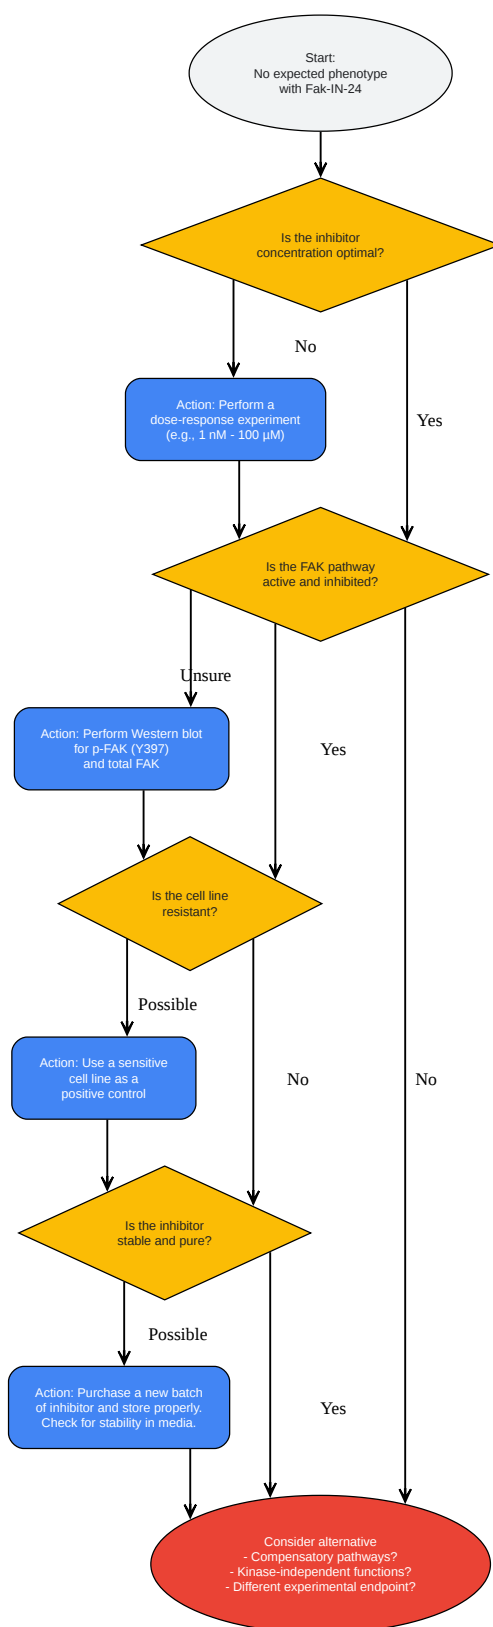 Start:
No expected phenotype
with Fak-IN-24
Is the inhibitor
concentration optimal?
No
Action: Perform a
dose-response experiment
(e.g., 1 nM - 100 µM)
Yes
Is the FAK pathway
active and inhibited?
Unsure
Action: Perform Western blot
for p-FAK (Y397)
and total FAK
Yes
Is the cell line
resistant?
Possible
Action: Use a sensitive
cell line as a
positive control
No
No
Is the inhibitor
stable and pure?
Possible
Action: Purchase a new batch
of inhibitor and store properly.
Check for stability in media.
Yes
Consider alternative
- Compensatory pathways?
- Kinase-independent functions?
- Different experimental endpoint?